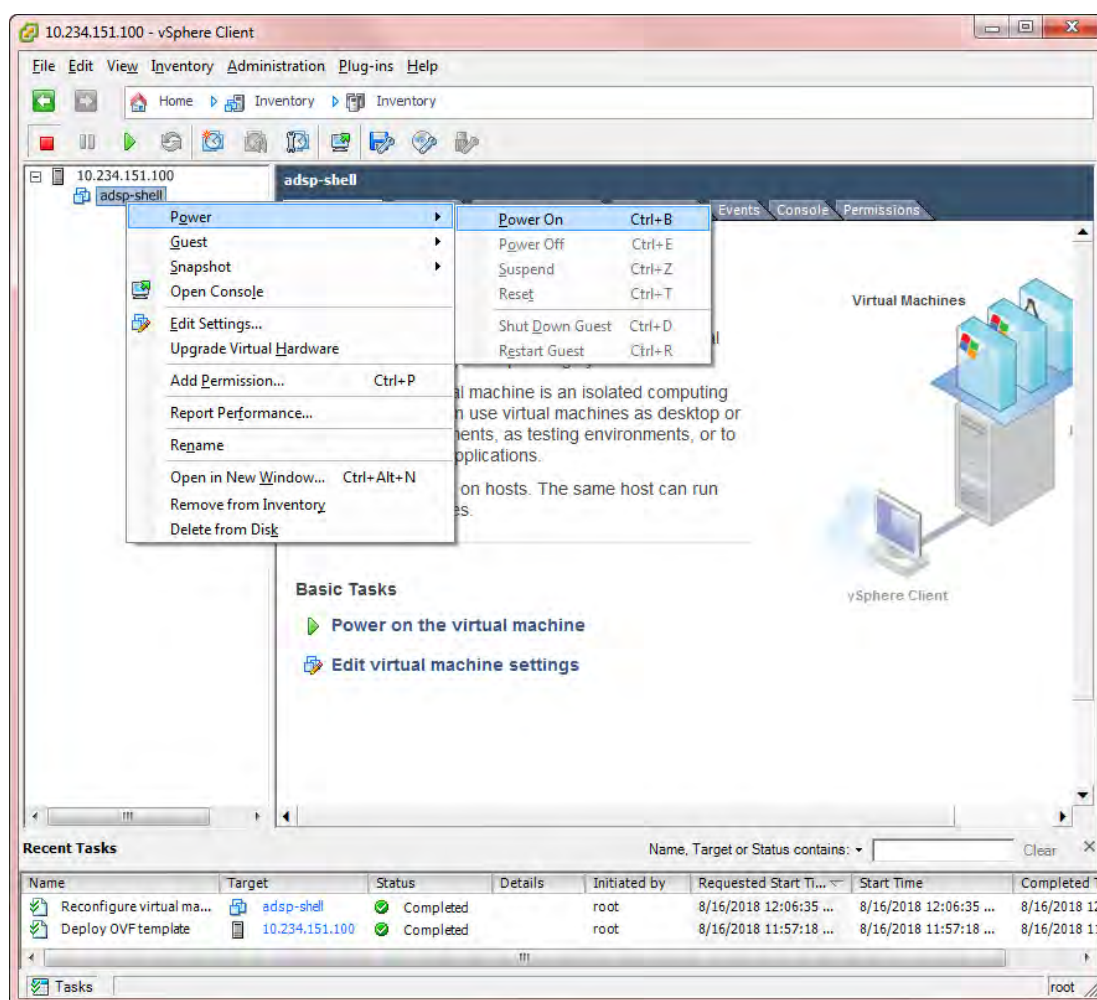 10.234.151.100 - vSphere Client
File Edit View Inventory Administration Plug-ins Help
Home Inventory Inventory
10.234.151.100
adsp-shell
adsp-shell
Events Console Permissions
Power
Guest
Snapshot
Open Console
Edit Settings...
Upgrade Virtual Hardware
Add Permission... Ctrl+P
Report Performance...
Rename
Open in New Window... Ctrl+Alt+N
Remove from Inventory
Delete from Disk
Power On Ctrl+B
Power Off Ctrl+E
Suspend Ctrl+Z
Reset Ctrl+T
Shut Down Guest Ctrl+D
Restart Guest Ctrl+R
Virtual Machines
machine is an isolated computing
use virtual machines as desktop or
as testing environments, or to
on hosts. The same host can run
vSphere Client
Basic Tasks
Power on the virtual machine
Edit virtual machine settings
Recent Tasks Name, Target or Status contains: Clear
Name Target Status Details Initiated by Requested Start Ti... Start Time Completed
Reconfigure virtual ma... adsp-shell Completed root 8/16/2018 12:06:35 ... 8/16/2018 12:06:35 ... 8/16/2018
Deploy OVF template 10.234.151.100 Completed root 8/16/2018 11:57:18 ... 8/16/2018 11:57:18 ... 8/16/2018
Tasks root